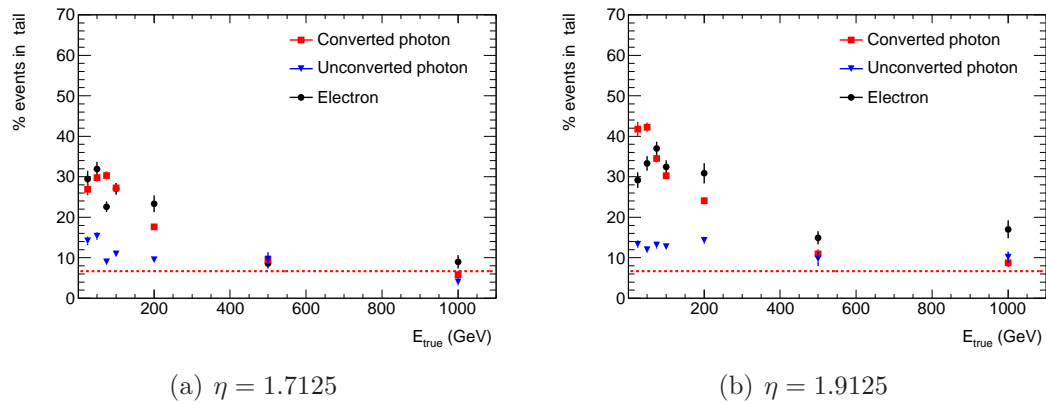 % events in tail
70
60
50
40
30
20
10
0
Converted photon
Unconverted photon
Electron
200 400 600 800 1000
E_true (GeV)
(a) η = 1.7125
% events in tail
70
60
50
40
30
20
10
0
Converted photon
Unconverted photon
Electron
200 400 600 800 1000
E_true (GeV)
(b) η = 1.9125